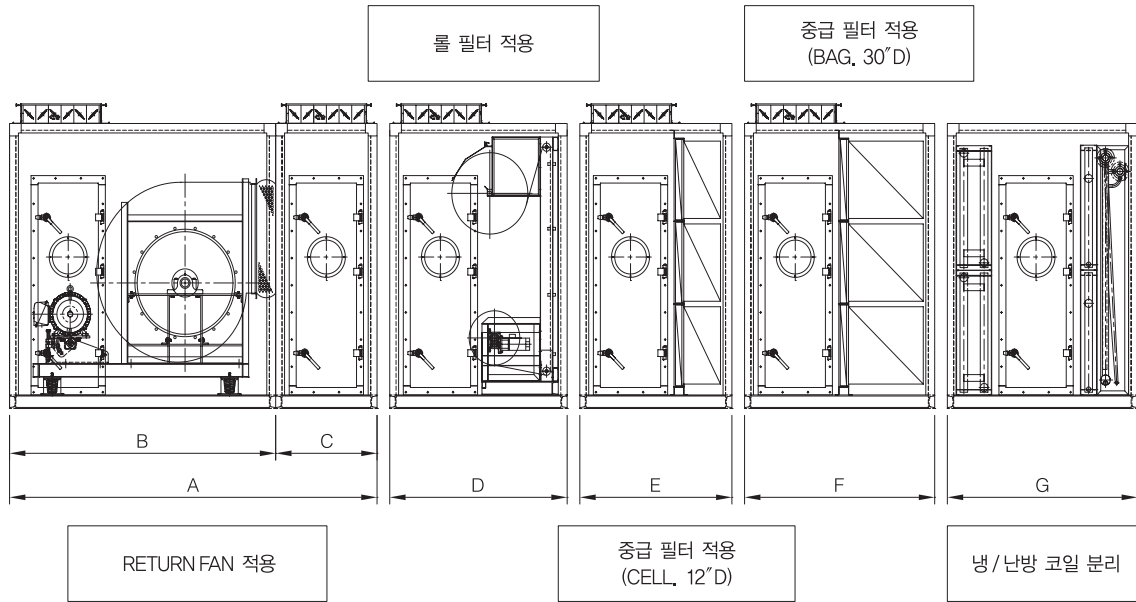 롤 필터 적용
중급 필터 적용
(BAG. 30″D)
B
C
A
D
E
F
G
RETURN FAN 적용
중급 필터 적용
(CELL. 12″D)
냉/난방 코일 분리